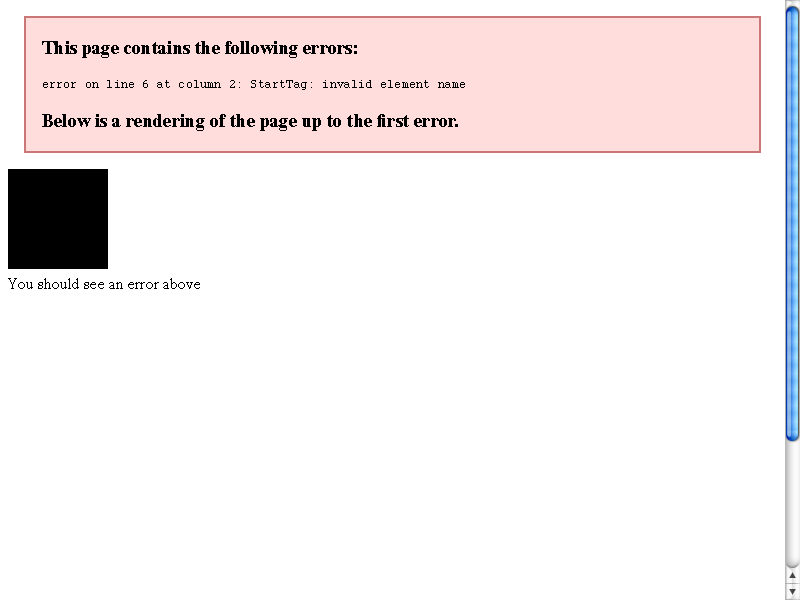 This page contains the following errors:
error on line 6 at column 2: StartTag: invalid element name
Below is a rendering of the page up to the first error.
You should see an error above